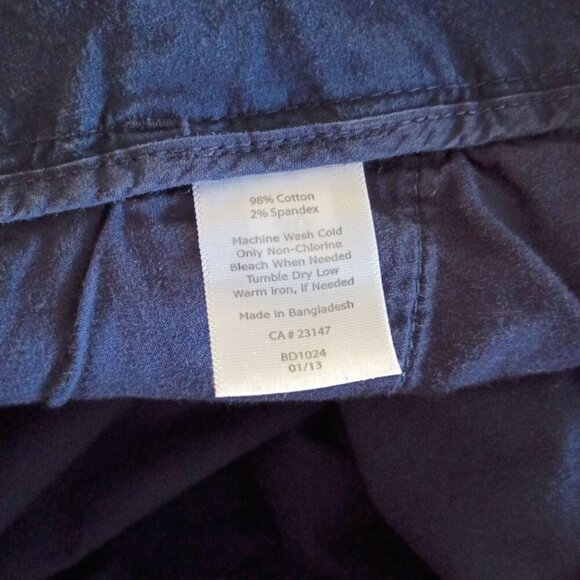 98% Cotton
2% Spandex
Machine Wash Cold
Only Non-Chlorine
Bleach When Needed
Tumble Dry Low
Warm Iron, If Needed
Made in Bangladesh
CA # 23147
BD1024
01/13